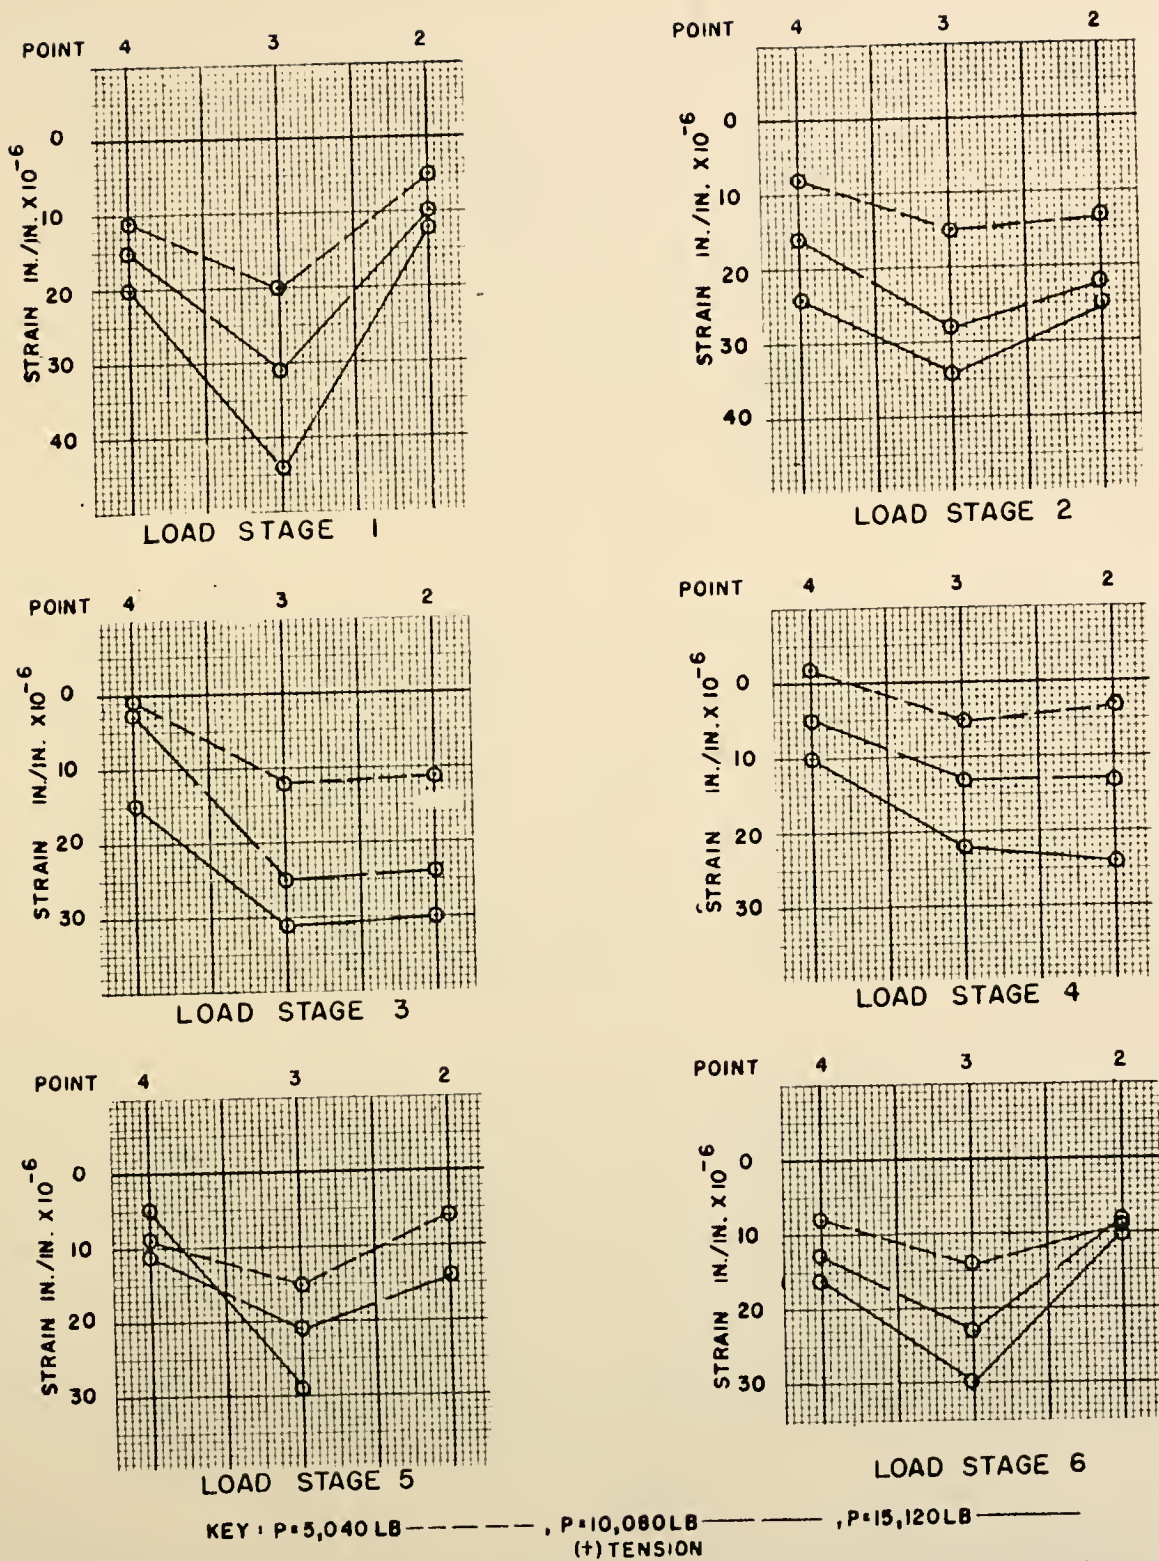 POINT 4 3 2
STRAIN IN./IN. X10-6
0
10
20
30
40
LOAD STAGE 1
POINT 4 3 2
STRAIN IN./IN. X10-6
0
10
20
30
40
LOAD STAGE 2
POINT 4 3 2
STRAIN IN./IN. X10-6
0
10
20
30
LOAD STAGE 3
POINT 4 3 2
STRAIN IN./IN. X10-6
0
10
20
30
LOAD STAGE 4
POINT 4 3 2
STRAIN IN./IN. X10-6
0
10
20
30
LOAD STAGE 5
POINT 4 3 2
STRAIN IN./IN. X10-6
0
10
20
30
LOAD STAGE 6
KEY: P=5,040 LB -----, P=10,080 LB — —, P=15,120 LB ———
(+) TENSION